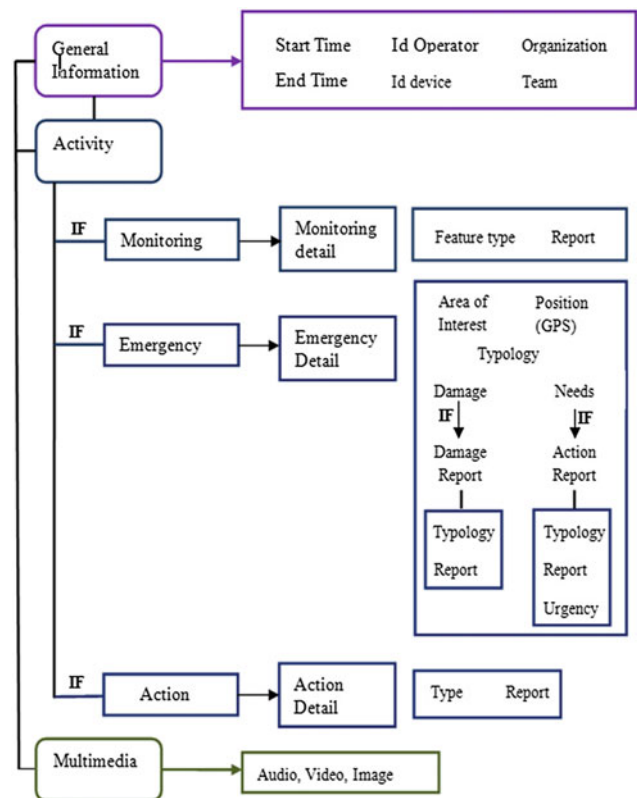 General
Information
Start Time Id Operator Organization
End Time Id device Team
Activity
IF
Monitoring
Monitoring
detail
Feature type Report
IF
Emergency
Emergency
Detail
Area of
Interest
Position
(GPS)
Typology
Damage
IF
Damage
Report
Typology
Report
Needs
IF
Action
Report
Typology
Report
Urgency
IF
Action
Action
Detail
Type Report
Multimedia
Audio, Video, Image